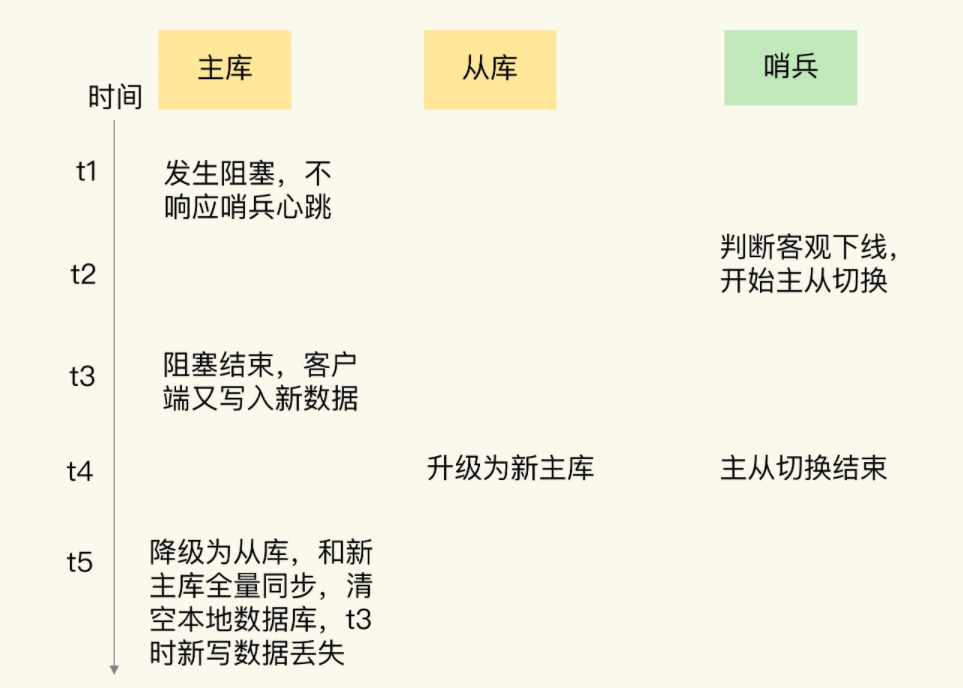 主库
从库
哨兵
时间
t1
发生阻塞，不
响应哨兵心跳
t2
判断客观下线，
开始主从切换
t3
阻塞结束，客户
端又写入新数据
t4
升级为新主库
主从切换结束
t5
降级为从库，和新
主库全量同步，清
空本地数据库，t3
时新写数据丢失